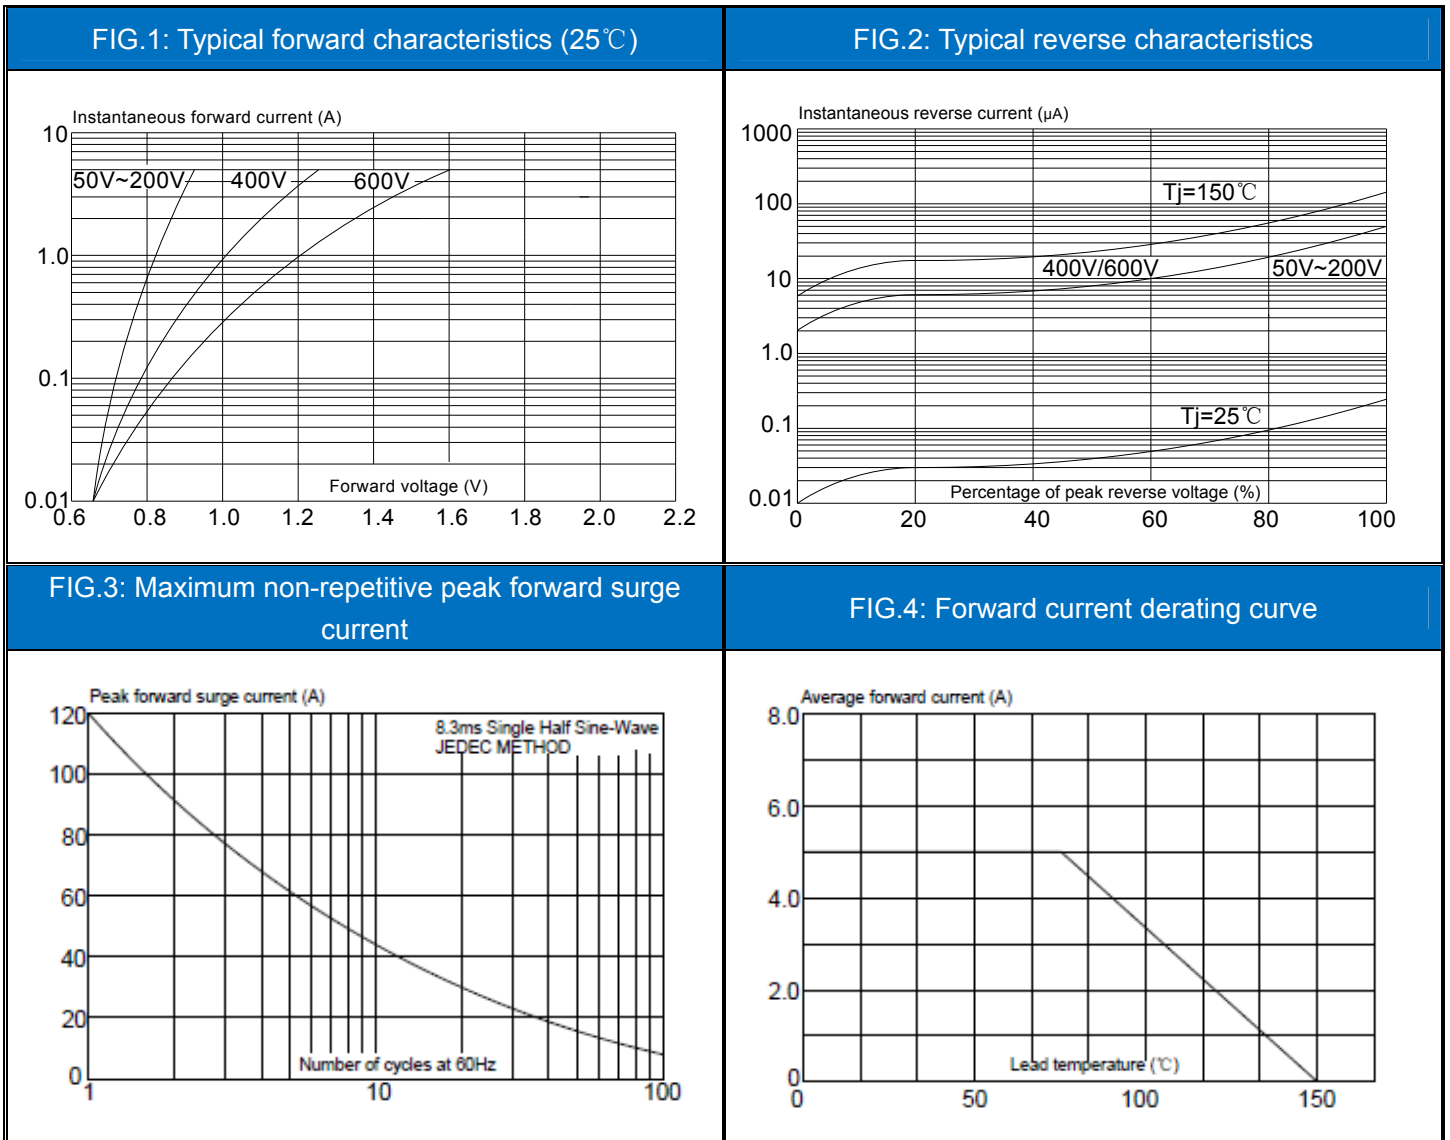 FIG.1: Typical forward characteristics (25℃)
FIG.2: Typical reverse characteristics
Instantaneous forward current (A)
10
50V~200V 400V 600V
1.0
0.1
0.01
Forward voltage (V)
0.6 0.8 1.0 1.2 1.4 1.6 1.8 2.0 2.2
Instantaneous reverse current (μA)
1000
Tj=150℃
100
400V/600V 50V~200V
10
1.0
Tj=25℃
0.1
0.01
Percentage of peak reverse voltage (%)
0 20 40 60 80 100
FIG.3: Maximum non-repetitive peak forward surge
current
FIG.4: Forward current derating curve
Peak forward surge current (A)
120
8.3ms Single Half Sine-Wave
JEDEC METHOD
100
80
60
40
20
0
Number of cycles at 60Hz
1 10 100
Average forward current (A)
8.0
6.0
4.0
2.0
0
Lead temperature (℃)
0 50 100 150